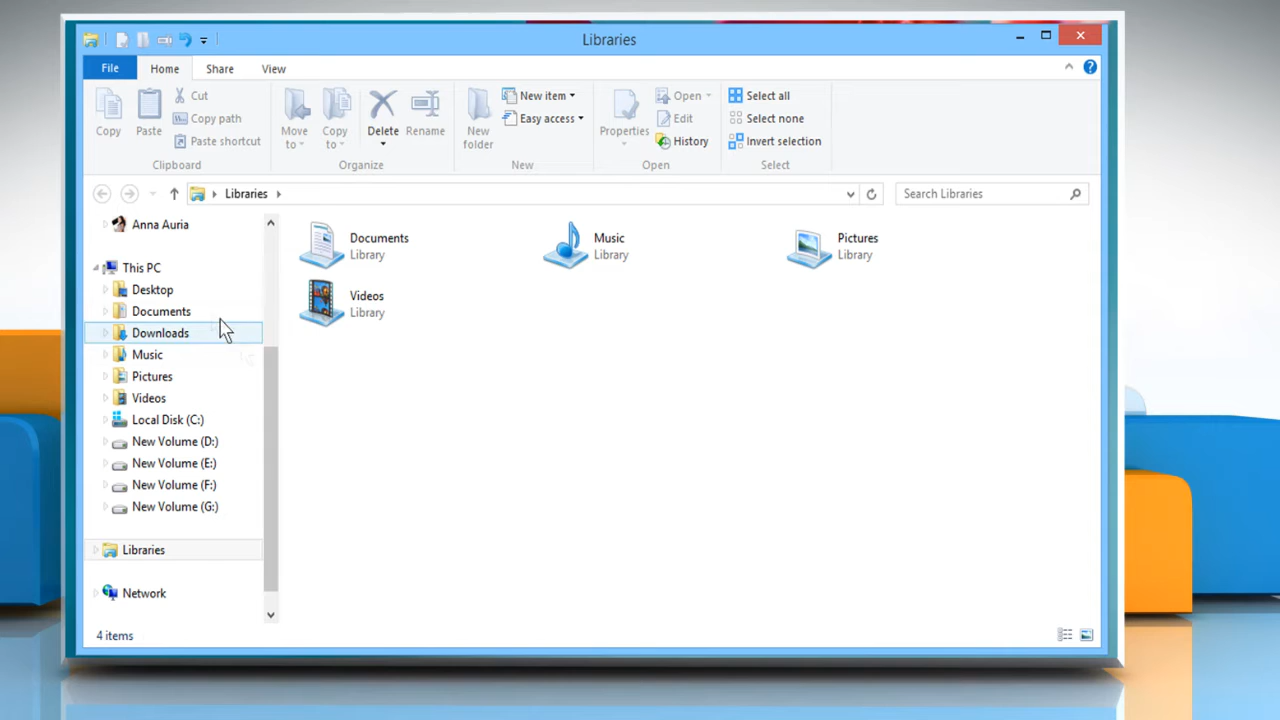 Libraries
File Home Share View
Copy
Paste
Cut
Copy path
Paste shortcut
Clipboard
Move to
Copy to
Delete
Rename
Organize
New folder
New item
Easy access
New
Properties
Open
Edit
History
Open
Select all
Select none
Invert selection
Select
Libraries
Search Libraries
Anna Auria
This PC
Desktop
Documents
Downloads
Music
Pictures
Videos
Local Disk (C:)
New Volume (D:)
New Volume (E:)
New Volume (F:)
New Volume (G:)
Libraries
Network
Documents
Library
Music
Library
Pictures
Library
Videos
Library
4 items